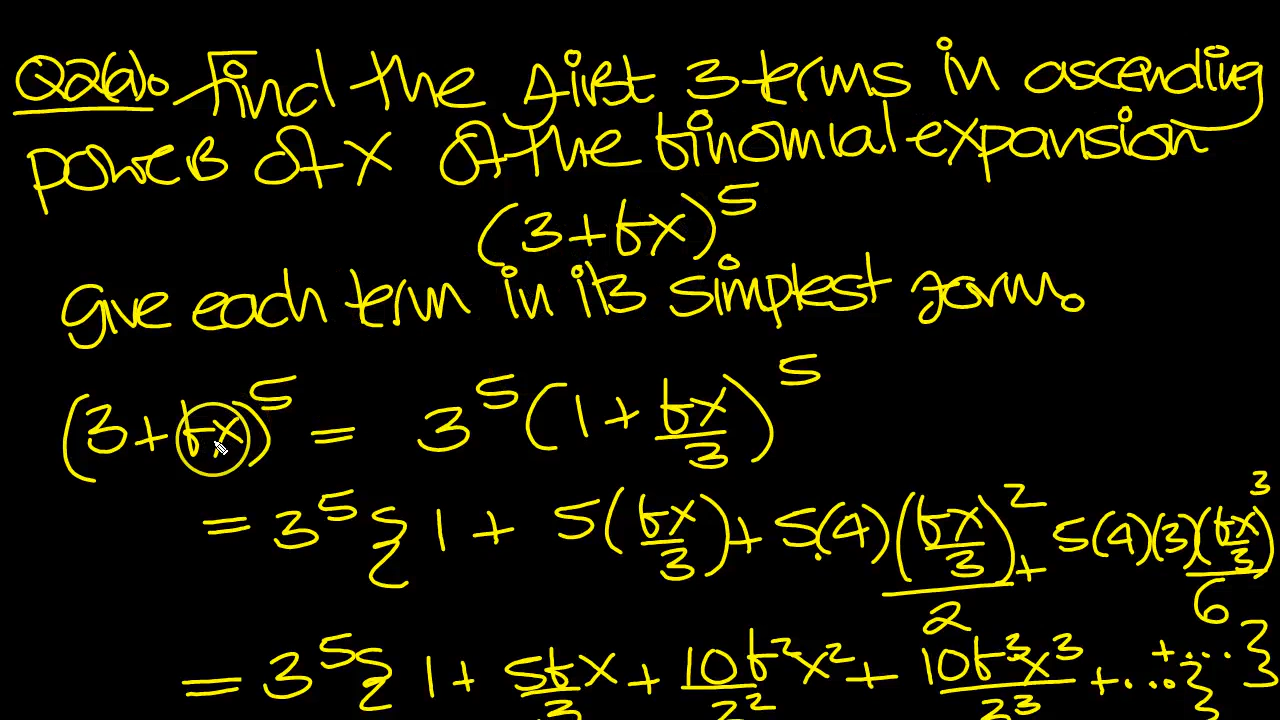 Q2(a). Find the first 3 terms in ascending
powers of x of the binomial expansion
(3+bx)^5
give each term in its simplest form.
(3+bx)^5 = 3^5 (1 + bx/3)^5
= 3^5 { 1 + 5(bx/3) + 5(4)(bx/3)^2/2 + 5(4)(3)(bx/3)^3/6 + ... }
= 3^5 { 1 + 5bx/3 + 10b^2x^2/3^2 + 10b^3x^3/3^3 + ... }